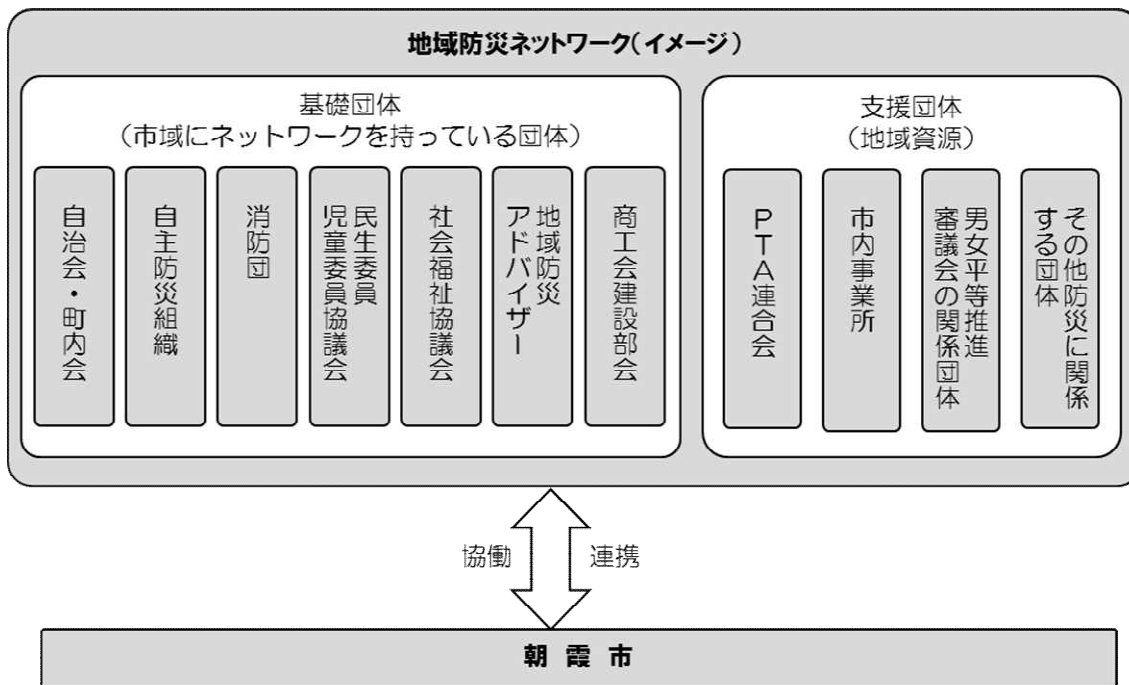 地域防災ネットワーク(イメージ)
基礎団体
(市域にネットワークを持っている団体)
自治会・町内会
自主防災組織
消防団
民生委員
児童委員協議会
社会福祉協議会
地域防災
アドバイザー
商工会建設部会
支援団体
(地域資源)
PTA連合会
市内事業所
男女平等推進
審議会の関係団体
その他防災に関係
する団体
協働
連携
朝霞市